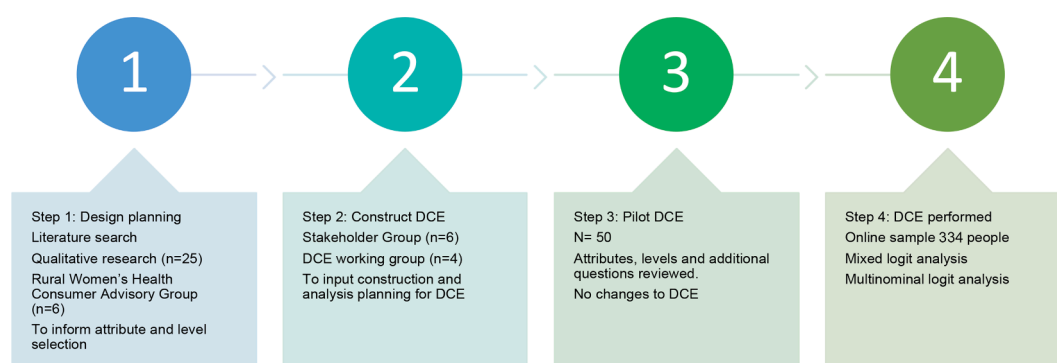 1
2
3
4
Step 1: Design planning
Literature search
Qualitative research (n=25)
Rural Women's Health
Consumer Advisory Group
(n=6)
To inform attribute and level
selection
Step 2: Construct DCE
Stakeholder Group (n=6)
DCE working group (n=4)
To input construction and
analysis planning for DCE
Step 3: Pilot DCE
N= 50
Attributes, levels and additional
questions reviewed.
No changes to DCE
Step 4: DCE performed
Online sample 334 people
Mixed logit analysis
Multinominal logit analysis